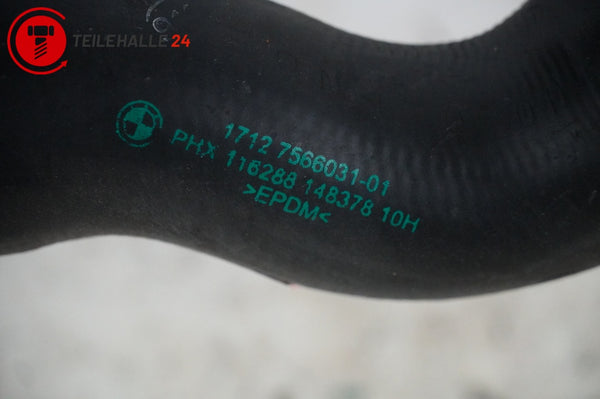 TEILEHALLE24
1712 7566031-01
PHX 116288 148378 10H
>EPDM<